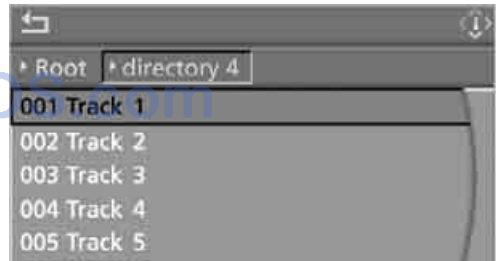 Root directory 4
001 Track 1
002 Track 2
003 Track 3
004 Track 4
005 Track 5